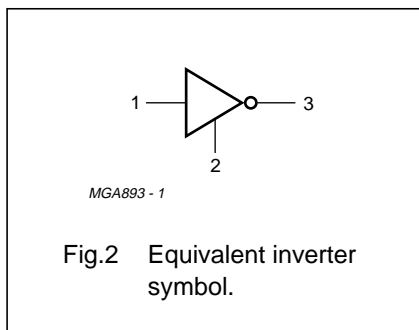 1
3
2
MGA893 - 1
Fig.2 Equivalent inverter
symbol.